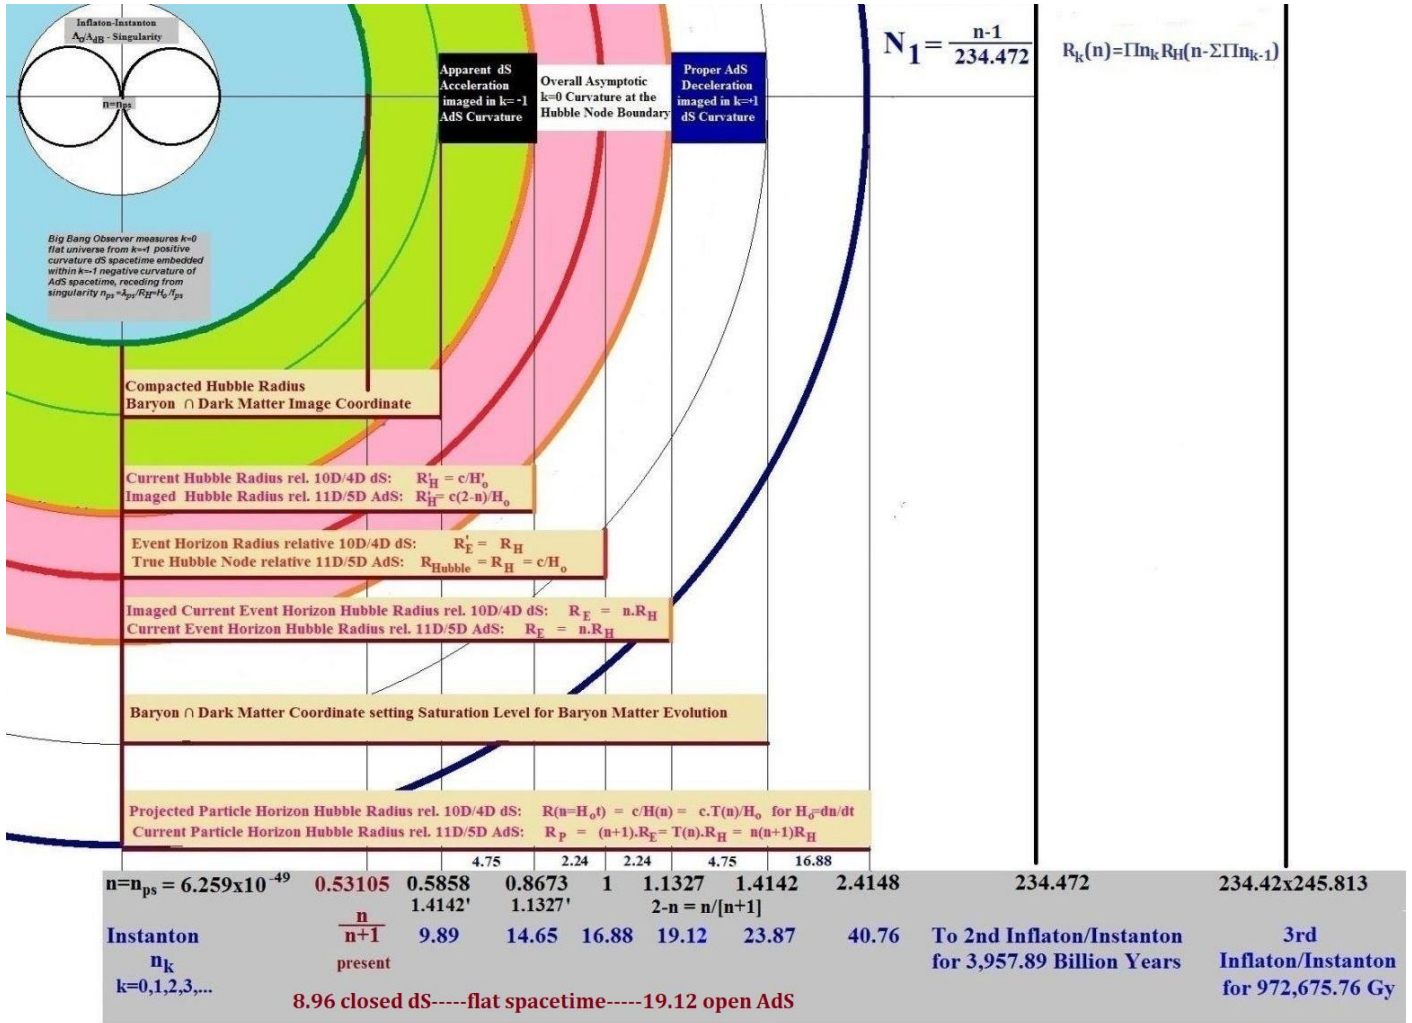 Inflaton-Instanton
Λo/AdB - Singularity
n=nps
N1 = n-1 / 234.472
Rk(n)=Πnk RH(n-ΣΠnk-1)
Apparent dS
Acceleration
imaged in k=-1
AdS Curvature
Overall Asymptotic
k=0 Curvature at the
Hubble Node Boundary
Proper AdS
Deceleration
imaged in k=+1
dS Curvature
Big Bang Observer measures k=0
flat universe from k=+1 positive
curvature dS spacetime embedded
within k=-1 negative curvature of
AdS spacetime, receding from
singularity nps=λps/RH=Ho/fps
Compacted Hubble Radius
Baryon ∩ Dark Matter Image Coordinate
Current Hubble Radius rel. 10D/4D dS: R'H = c/H'o
Imaged Hubble Radius rel. 11D/5D AdS: R'H= c(2-n)/Ho
Event Horizon Radius relative 10D/4D dS: R'E = RH
True Hubble Node relative 11D/5D AdS: RHubble = RH = c/Ho
Imaged Current Event Horizon Hubble Radius rel. 10D/4D dS: RE = n.RH
Current Event Horizon Hubble Radius rel. 11D/5D AdS: RE = n.RH
Baryon ∩ Dark Matter Coordinate setting Saturation Level for Baryon Matter Evolution
Projected Particle Horizon Hubble Radius rel. 10D/4D dS: R(n=Hot) = c/H(n) = c.T(n)/Ho for Ho=dn/dt
Current Particle Horizon Hubble Radius rel. 11D/5D AdS: RP = (n+1).RE= T(n).RH = n(n+1)RH
4.75 2.24 2.24 4.75 16.88
n=nps = 6.259x10-49 0.53105 0.5858 0.8673 1 1.1327 1.4142 2.4148 234.472 234.42x245.813
1.4142' 1.1327' 2-n = n/[n+1]
Instanton n/n+1 9.89 14.65 16.88 19.12 23.87 40.76 To 2nd Inflaton/Instanton 3rd
nk present for 3,957.89 Billion Years Inflaton/Instanton
k=0,1,2,3,... for 972,675.76 Gy
8.96 closed dS-----flat spacetime-----19.12 open AdS